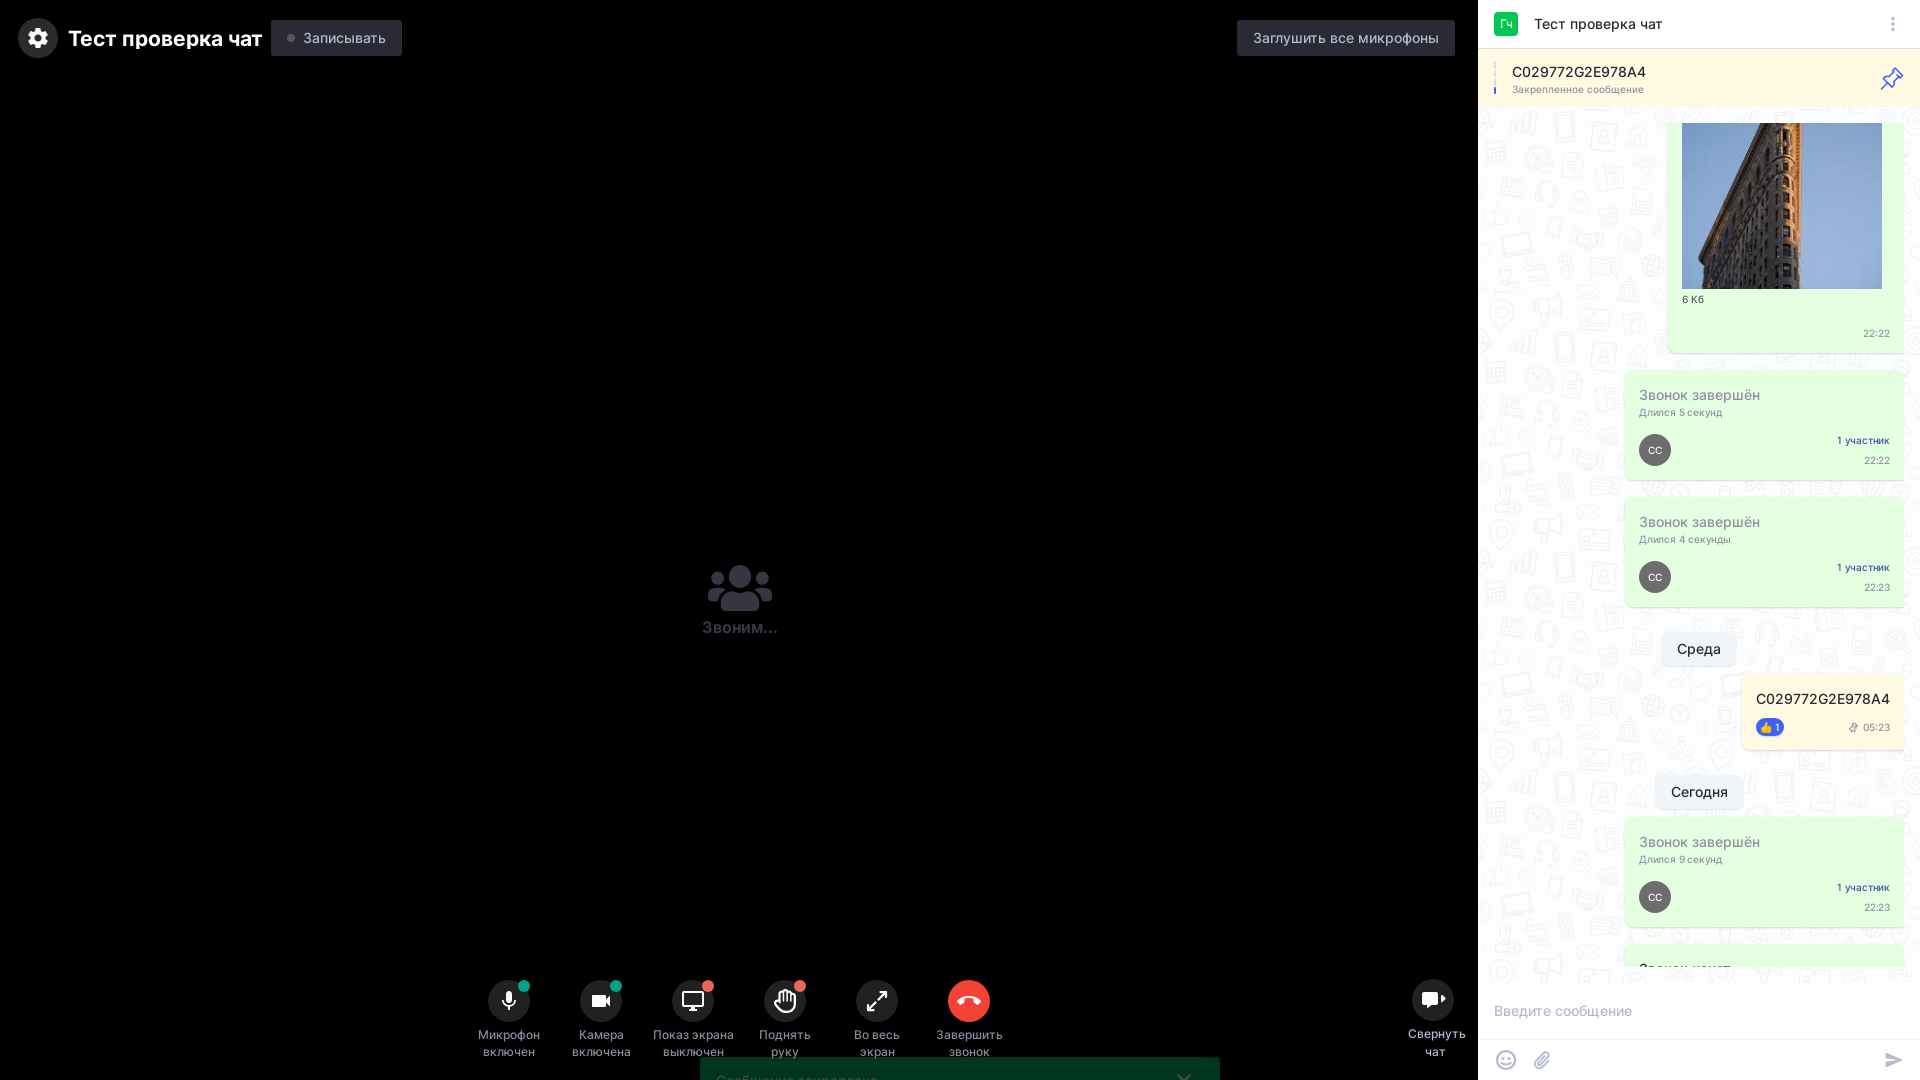 Тест проверка чат
Записывать
Заглушить все микрофоны
Звоним...
Микрофон
включен
Камера
включена
Показ экрана
выключен
Поднять
руку
Во весь
экран
Завершить
звонок
Свернуть
чат
Сообщение закреплено
Гч
Тест проверка чат
C029772G2E978A4
Закрепленное сообщение
6 Кб
22:22
Звонок завершён
Длился 5 секунд
СС
1 участник
22:22
Звонок завершён
Длился 4 секунды
СС
1 участник
22:23
Среда
C029772G2E978A4
1
05:23
Сегодня
Звонок завершён
Длился 9 секунд
СС
1 участник
22:23
Введите сообщение